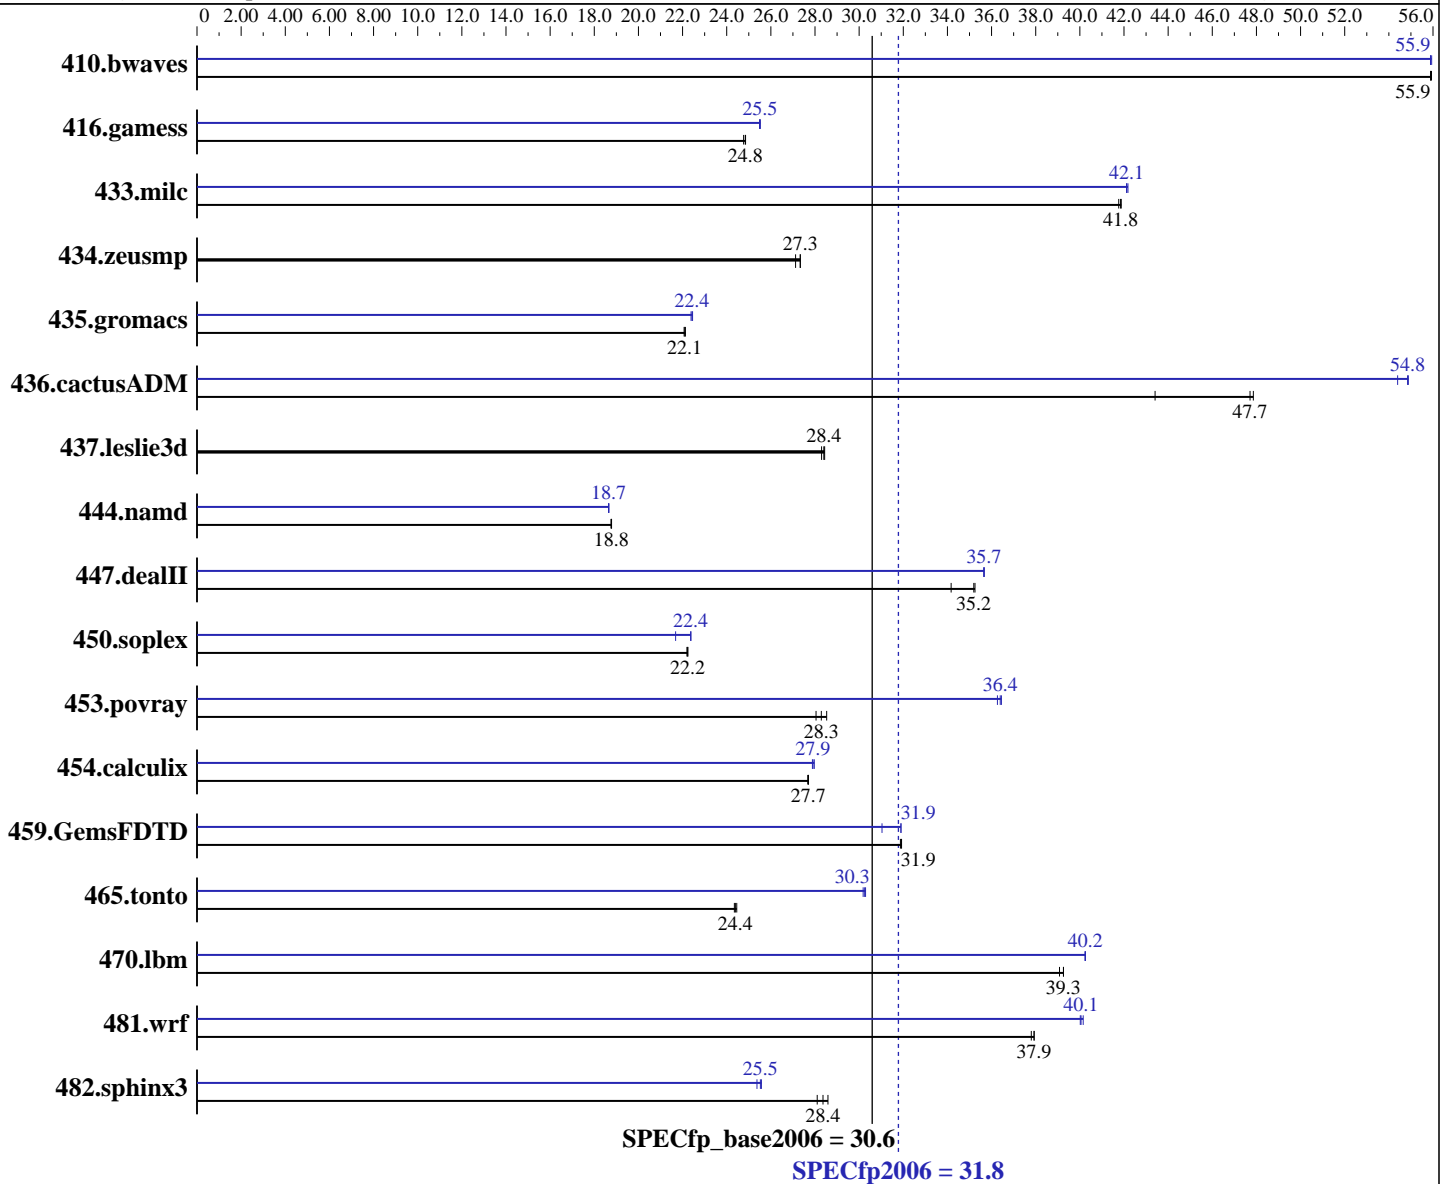 0 2.00 4.00 6.00 8.00 10.0 12.0 14.0 16.0 18.0 20.0 22.0 24.0 26.0 28.0 30.0 32.0 34.0 36.0 38.0 40.0 42.0 44.0 46.0 48.0 50.0 52.0 56.0
55.9
410.bwaves
55.9
25.5
416.gamess
24.8
42.1
433.milc
41.8
27.3
434.zeusmp
22.4
435.gromacs
22.1
54.8
436.cactusADM
47.7
28.4
437.leslie3d
18.7
444.namd
18.8
35.7
447.dealII
35.2
22.4
450.soplex
22.2
36.4
453.povray
28.3
27.9
454.calculix
27.7
31.9
459.GemsFDTD
31.9
30.3
465.tonto
24.4
40.2
470.lbm
39.3
40.1
481.wrf
37.9
25.5
482.sphinx3
28.4
SPECfp_base2006 = 30.6
SPECfp2006 = 31.8